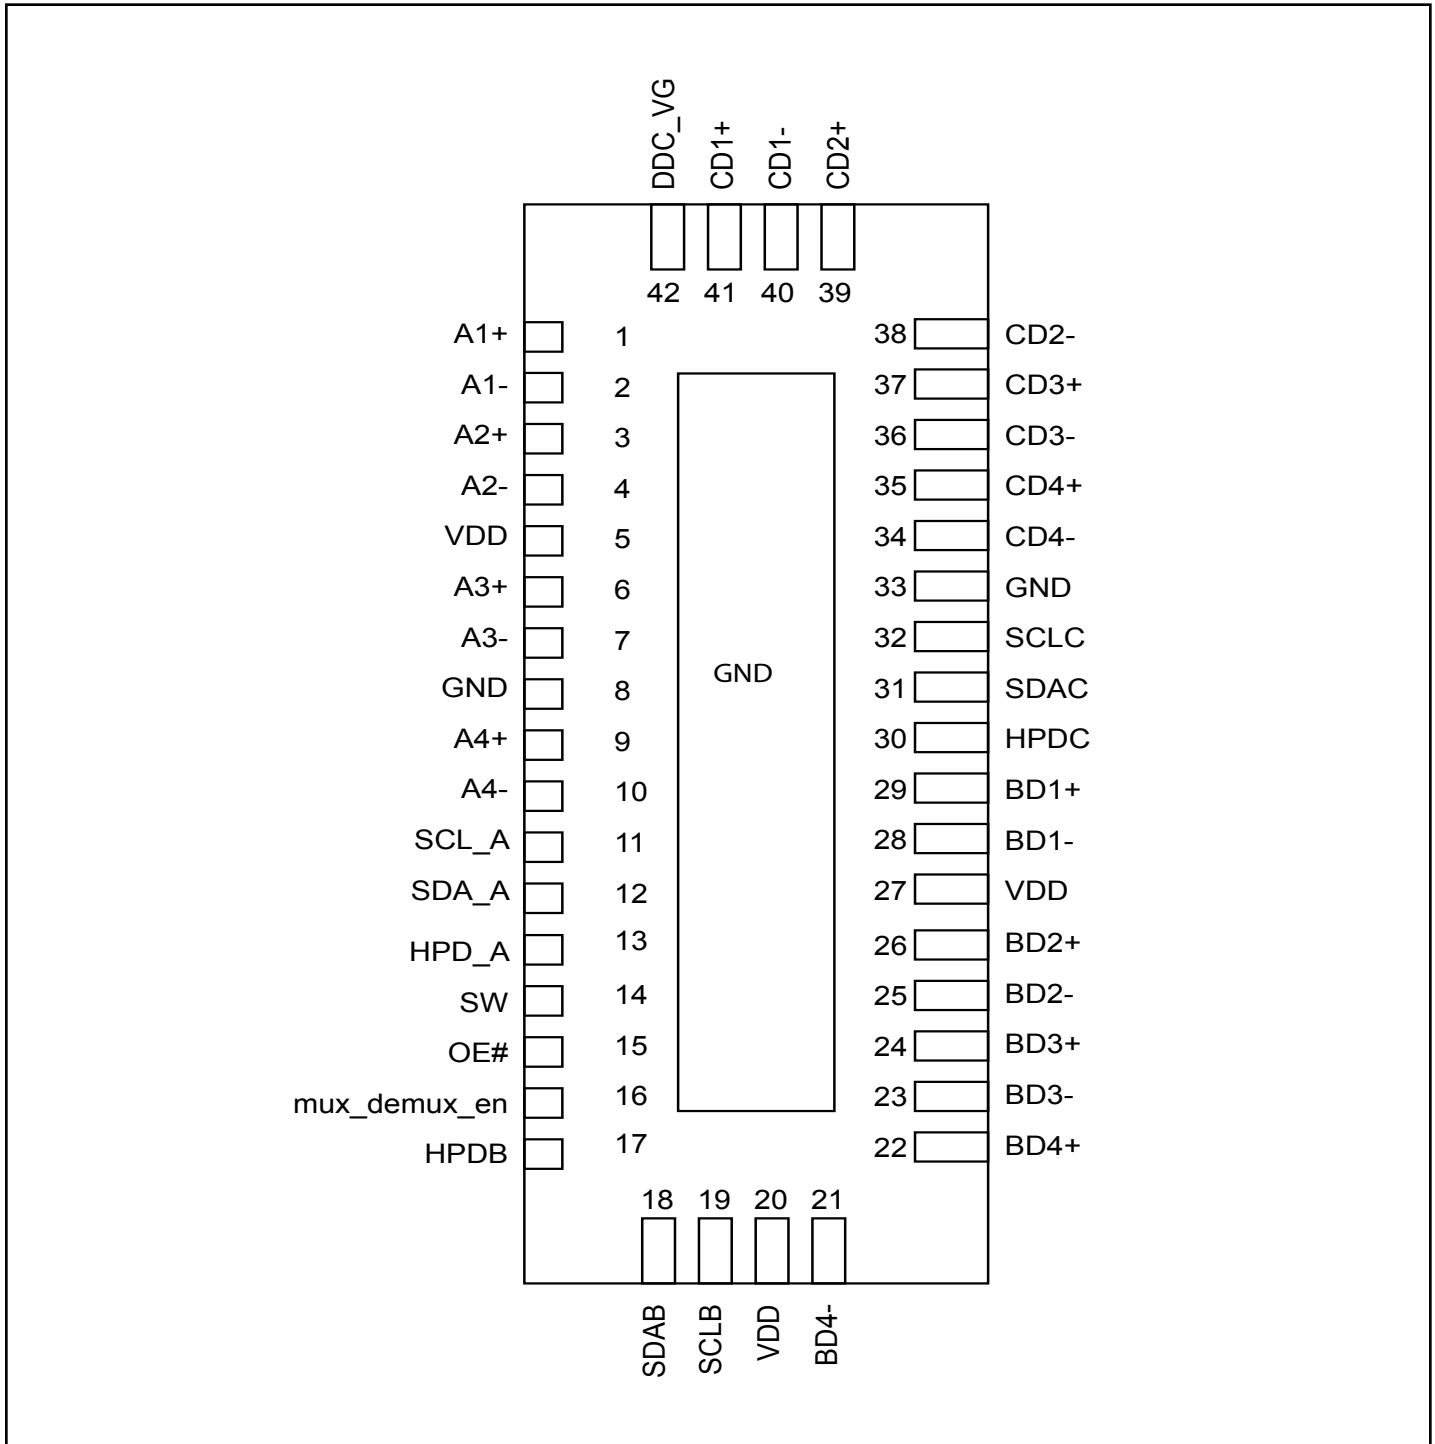 DDC_VG
CD1+
CD1-
CD2+
42 41 40 39
A1+ 1 38 CD2-
A1- 2 37 CD3+
A2+ 3 36 CD3-
A2- 4 35 CD4+
VDD 5 34 CD4-
A3+ 6 33 GND
A3- 7 32 SCLC
GND 8 GND 31 SDAC
A4+ 9 30 HPDC
A4- 10 29 BD1+
SCL_A 11 28 BD1-
SDA_A 12 27 VDD
HPD_A 13 26 BD2+
SW 14 25 BD2-
OE# 15 24 BD3+
mux_demux_en 16 23 BD3-
HPDB 17 22 BD4+
18 19 20 21
SDAB
SCLB
VDD
BD4-